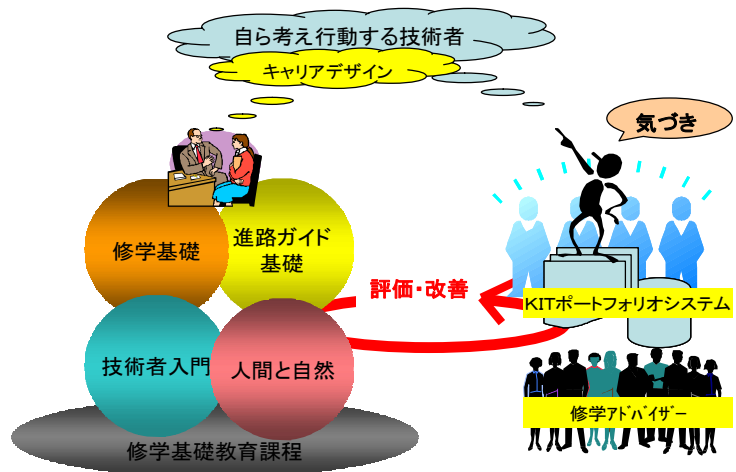 自ら考え行動する技術者
キャリアデザイン
気づき
修学基礎
進路ガイド
基礎
評価・改善
KITポートフォリオシステム
技術者入門
人間と自然
修学ｱﾄﾞﾊﾞｲｻﾞｰ
修学基礎教育課程